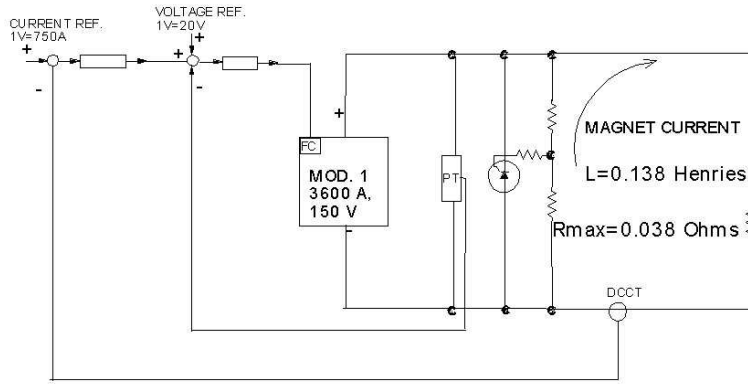 VOLTAGE REF.
1V=20V
CURRENT REF.
1V=750A
+
+
+
-
-
+
FC
MOD. 1
3600 A,
150 V
-
PT
MAGNET CURRENT
L=0.138 Henries
Rmax=0.038 Ohms
DCCT